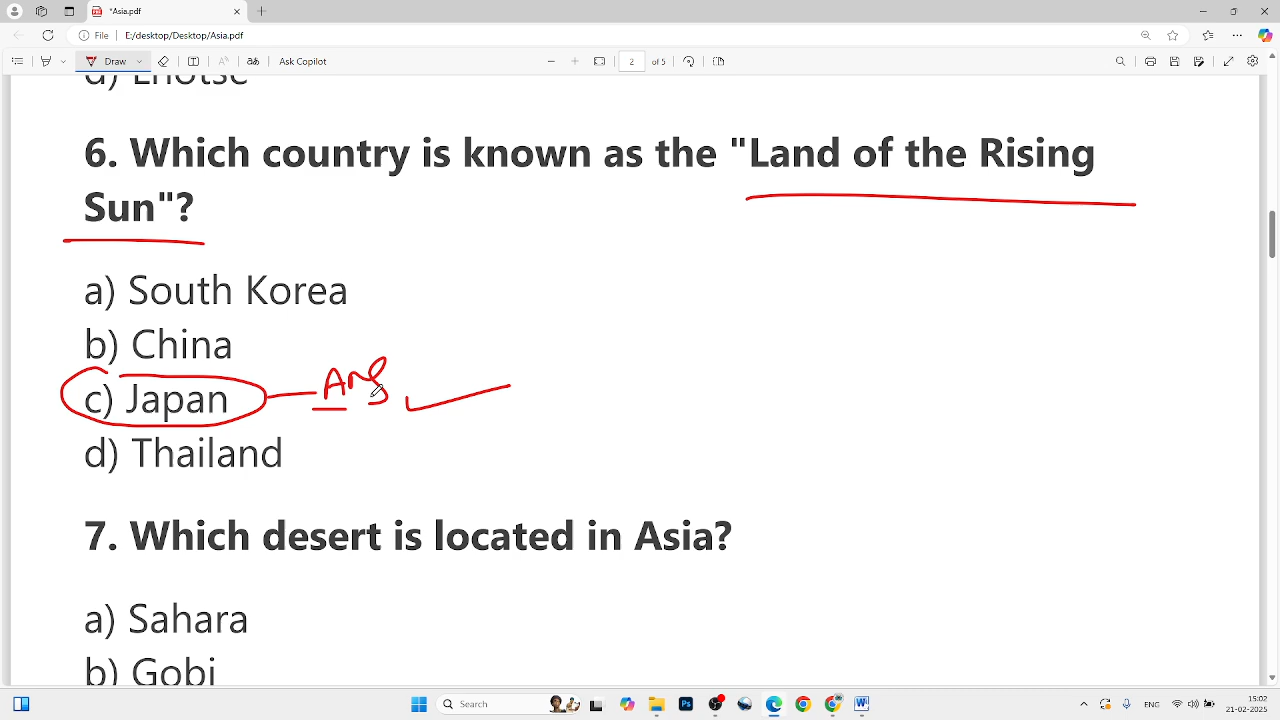 *Asia.pdf
File
E:/desktop/Desktop/Asia.pdf
Draw
Ask Copilot
2
of 5
d) Lhotse
6. Which country is known as the "Land of the Rising
Sun"?
a) South Korea
b) China
c) Japan
Ans
d) Thailand
7. Which desert is located in Asia?
a) Sahara
b) Gobi
Search
ENG
15:02
21-02-2025